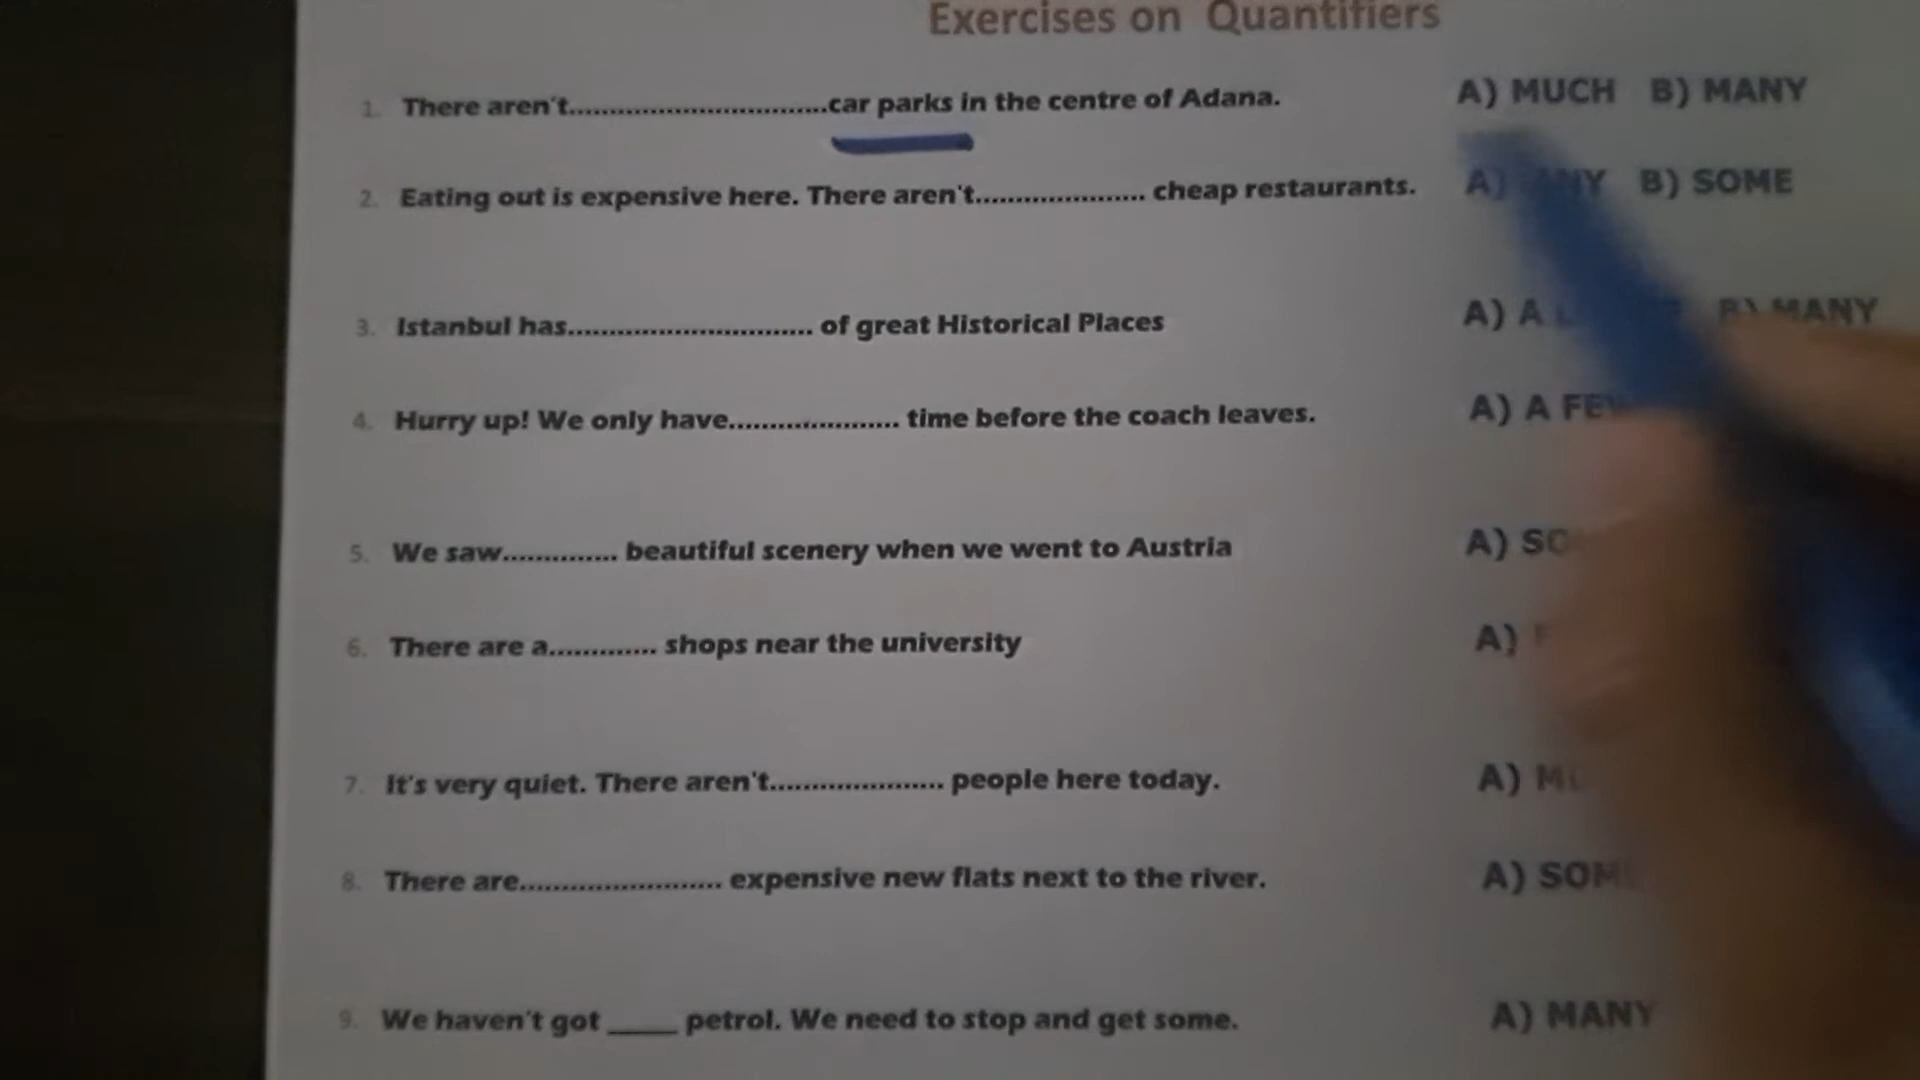 Exercises on Quantifiers
1. There aren't...............................car parks in the centre of Adana. A) MUCH B) MANY
2. Eating out is expensive here. There aren't..................... cheap restaurants. A) ANY B) SOME
3. Istanbul has.............................. of great Historical Places A) A B) MANY
4. Hurry up! We only have..................... time before the coach leaves. A) A FEW
5. We saw.............. beautiful scenery when we went to Austria A)
6. There are a............. shops near the university A)
7. It's very quiet. There aren't..................... people here today. A)
8. There are........................ expensive new flats next to the river. A)
9. We haven't got _____ petrol. We need to stop and get some. A) MANY